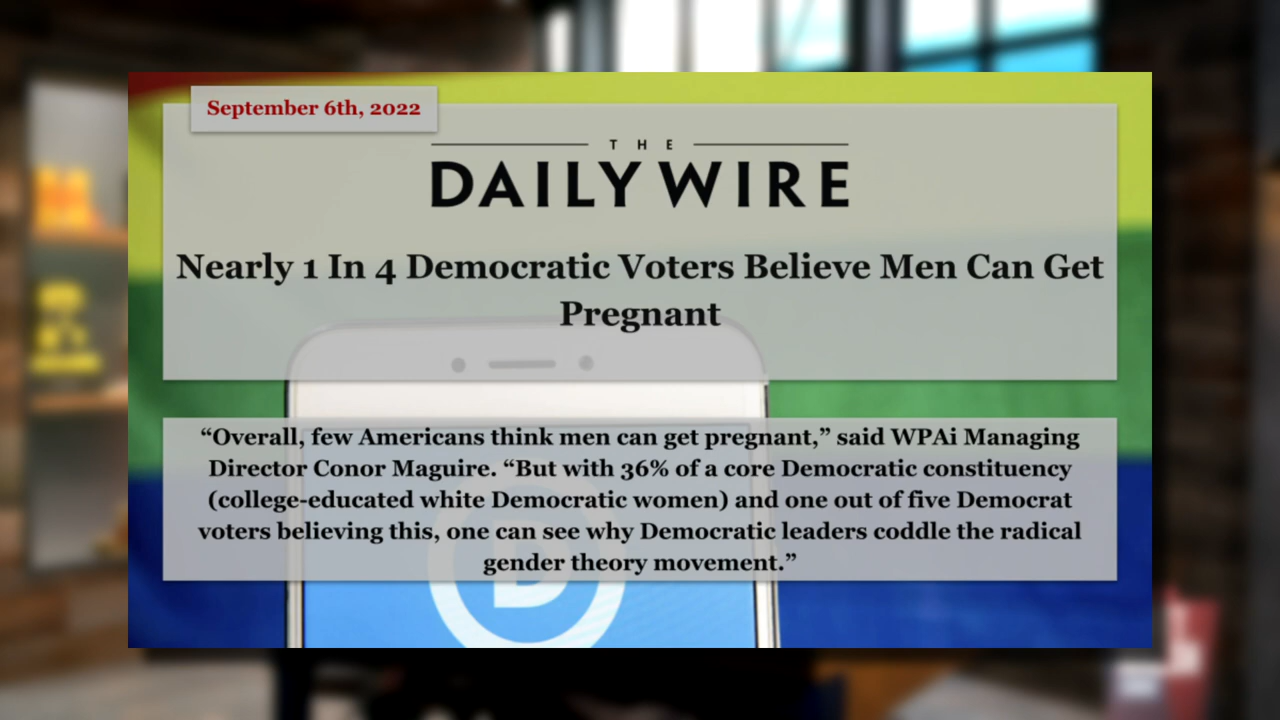 September 6th, 2022
THE
DAILY WIRE
Nearly 1 In 4 Democratic Voters Believe Men Can Get
Pregnant
“Overall, few Americans think men can get pregnant,” said WPAi Managing
Director Conor Maguire. “But with 36% of a core Democratic constituency
(college-educated white Democratic women) and one out of five Democrat
voters believing this, one can see why Democratic leaders coddle the radical
gender theory movement.”
D